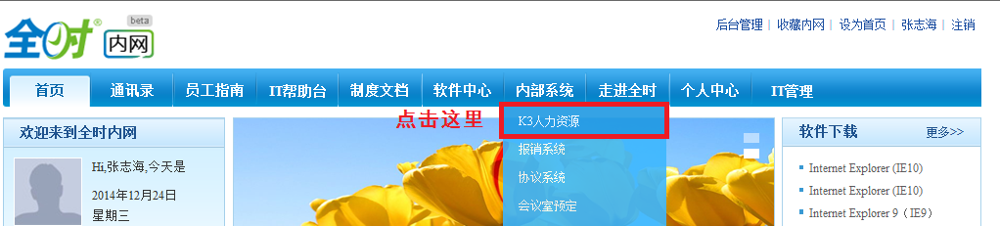 全时® beta 内网
后台管理 | 收藏内网 | 设为首页 | 张志海 | 注销
首页 通讯录 员工指南 IT帮助台 制度文档 软件中心 内部系统 走进全时 个人中心 IT管理
点击这里
K3人力资源
报销系统
协议系统
会议室预定
欢迎来到全时内网
Hi,张志海,今天是
2014年12月24日
星期三
软件下载 更多>>
Internet Explorer (IE10)
Internet Explorer (IE10)
Internet Explorer 9（IE9）